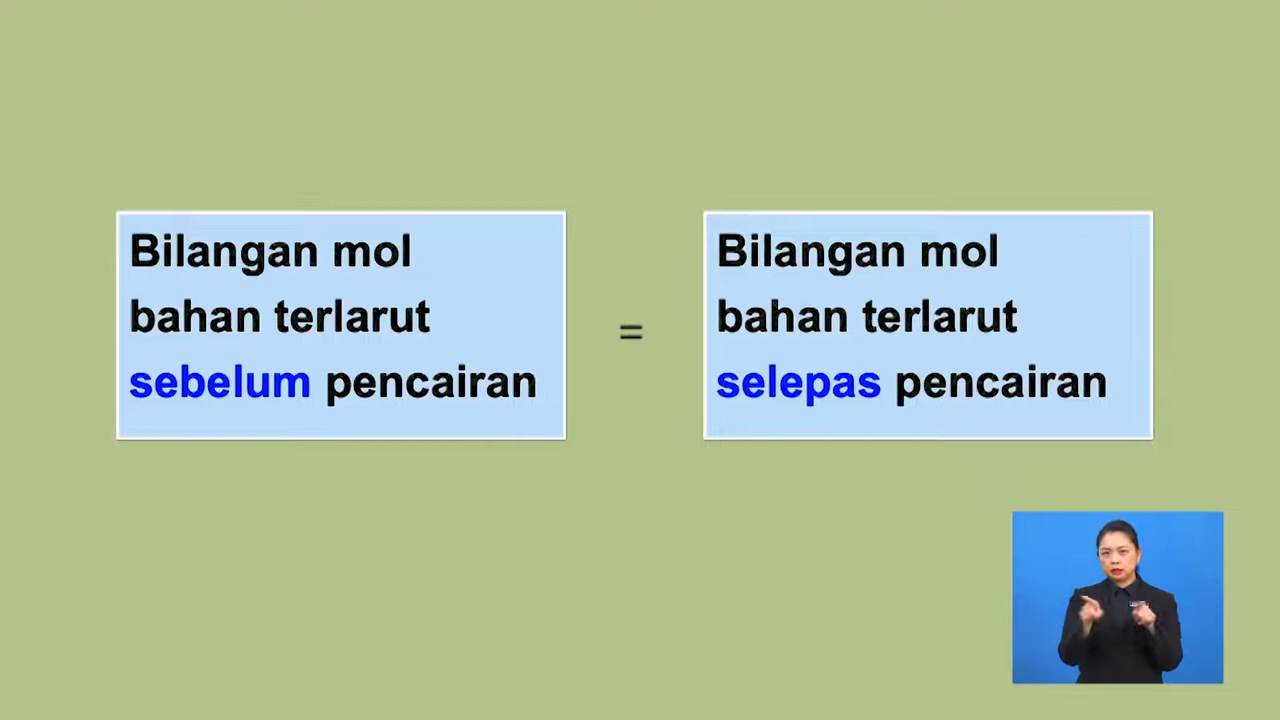 Bilangan mol
bahan terlarut
sebelum pencairan
=
Bilangan mol
bahan terlarut
selepas pencairan